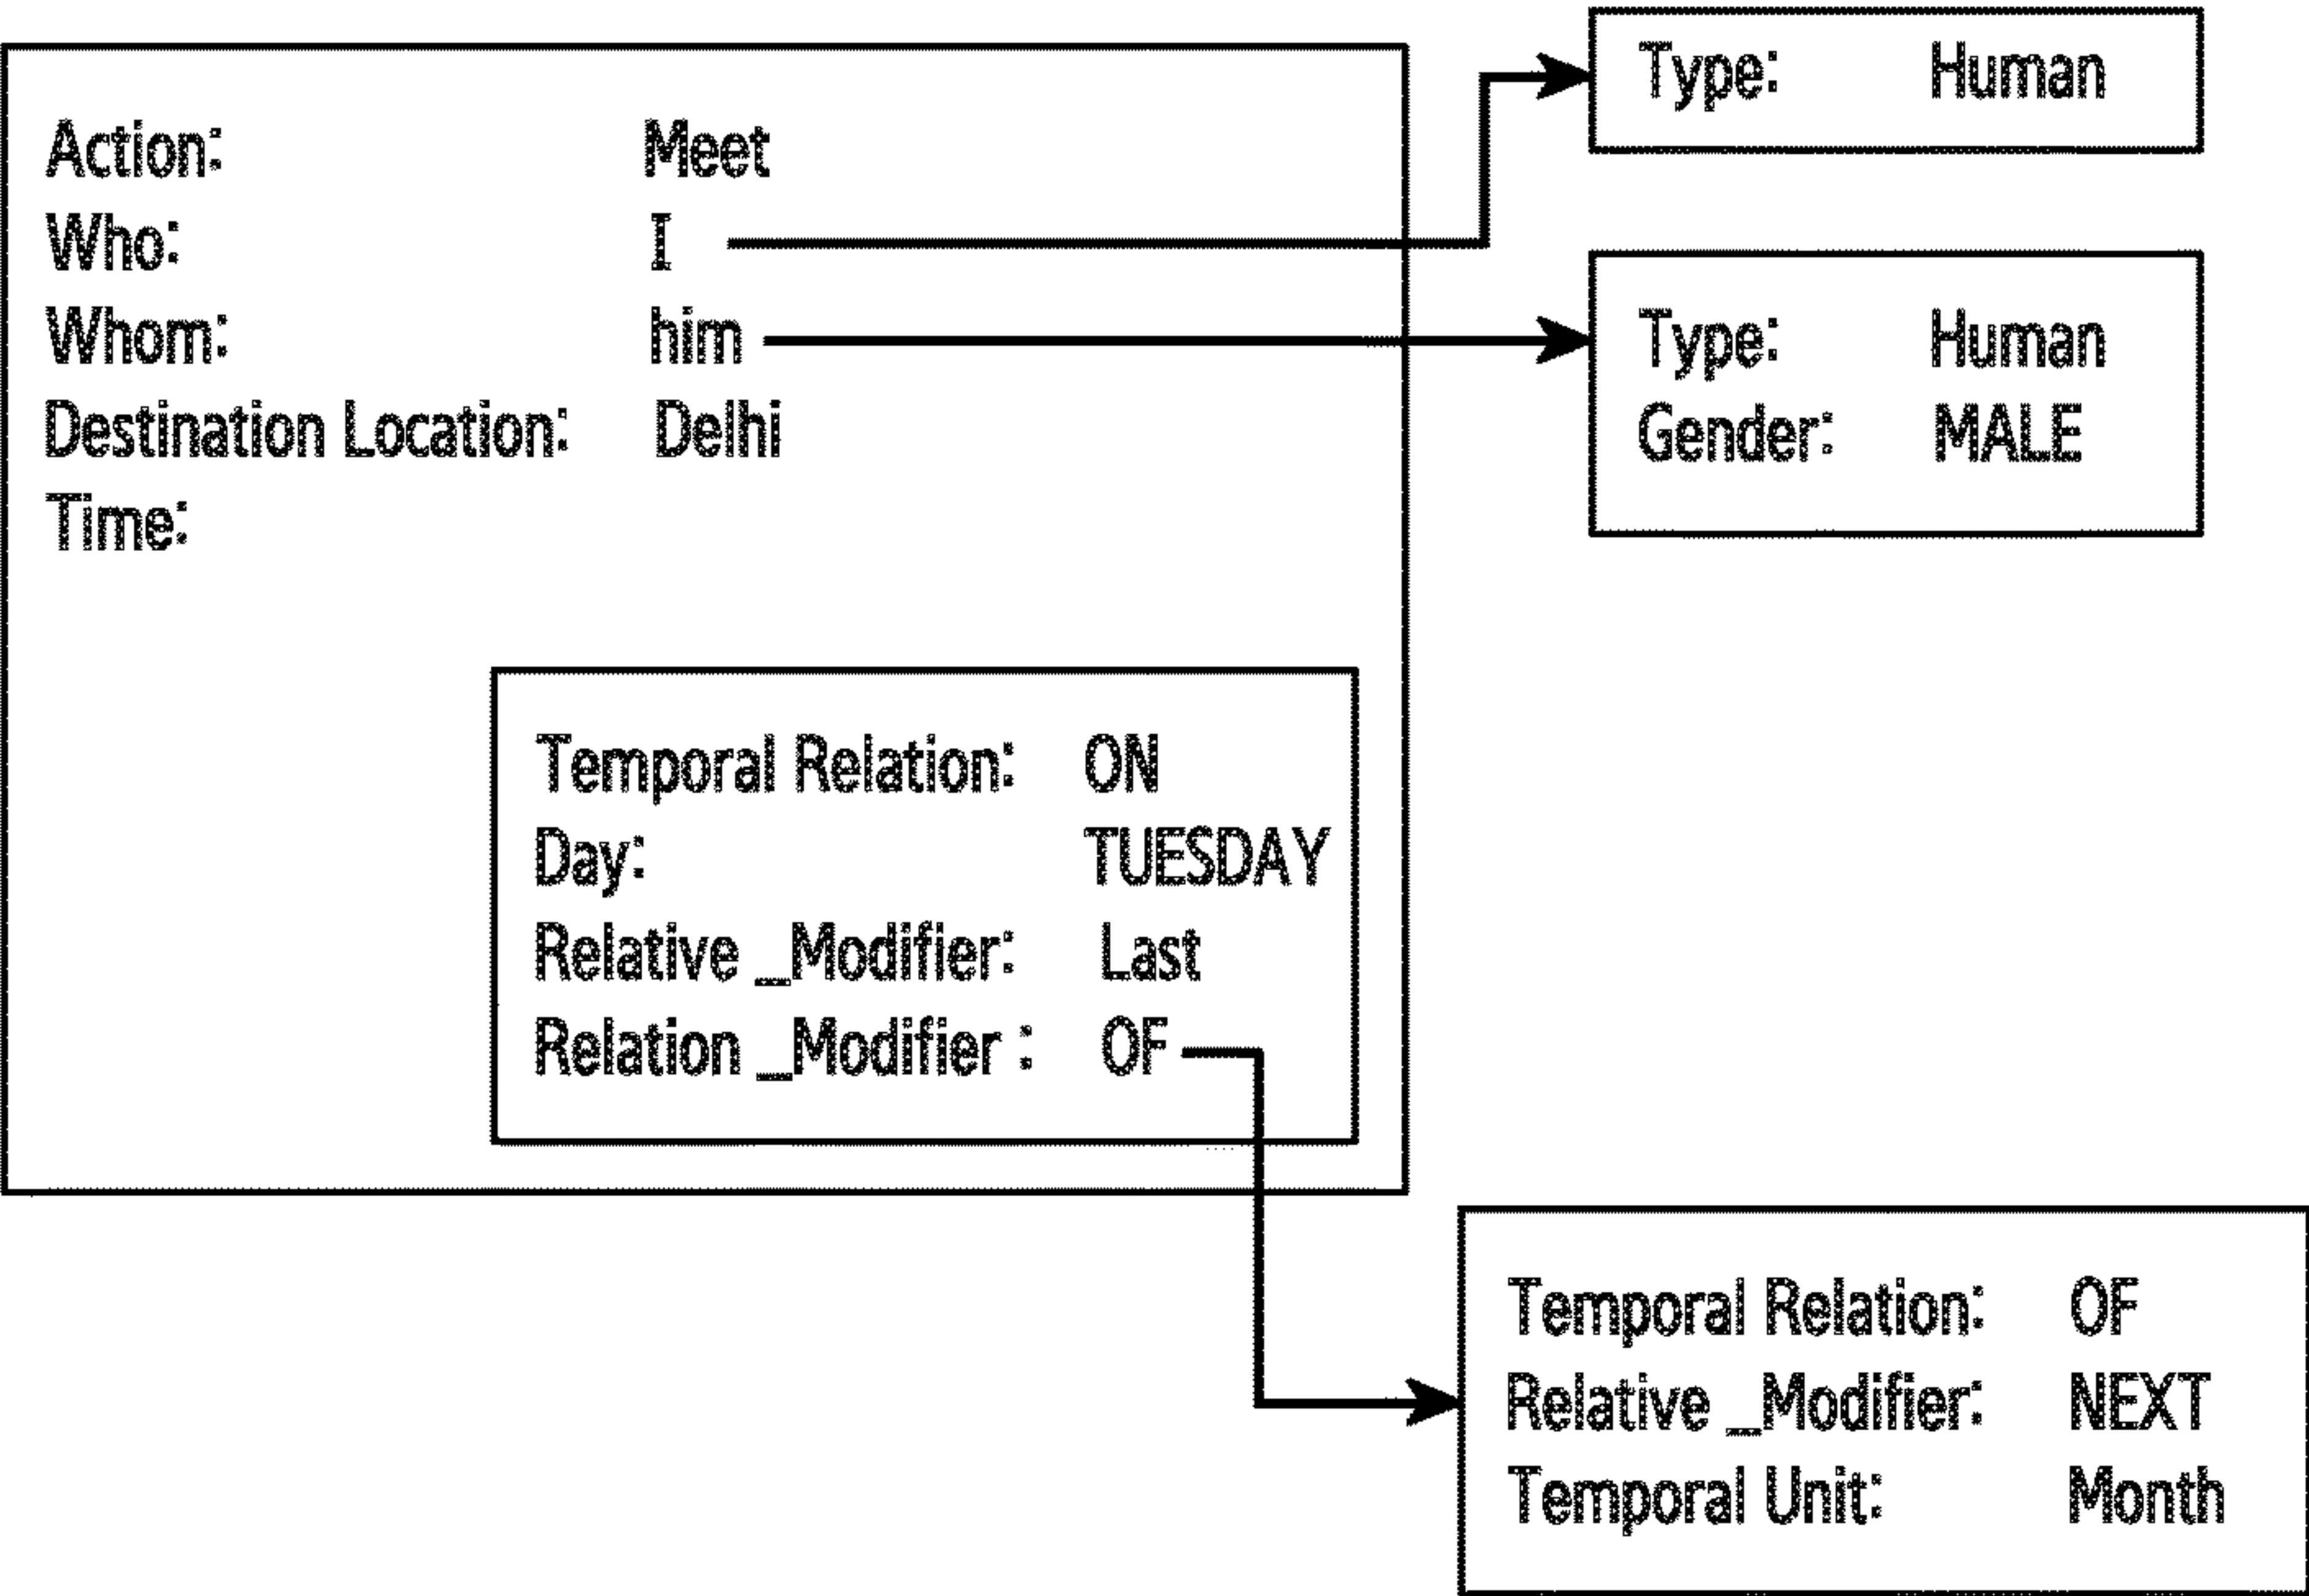 Action: Meet
Who: I
Whom: him
Destination Location: Delhi
Time:
Temporal Relation: ON
Day: TUESDAY
Relative _Modifier: Last
Relation _Modifier : OF
Type: Human
Type: Human
Gender: MALE
Temporal Relation: OF
Relative _Modifier: NEXT
Temporal Unit: Month